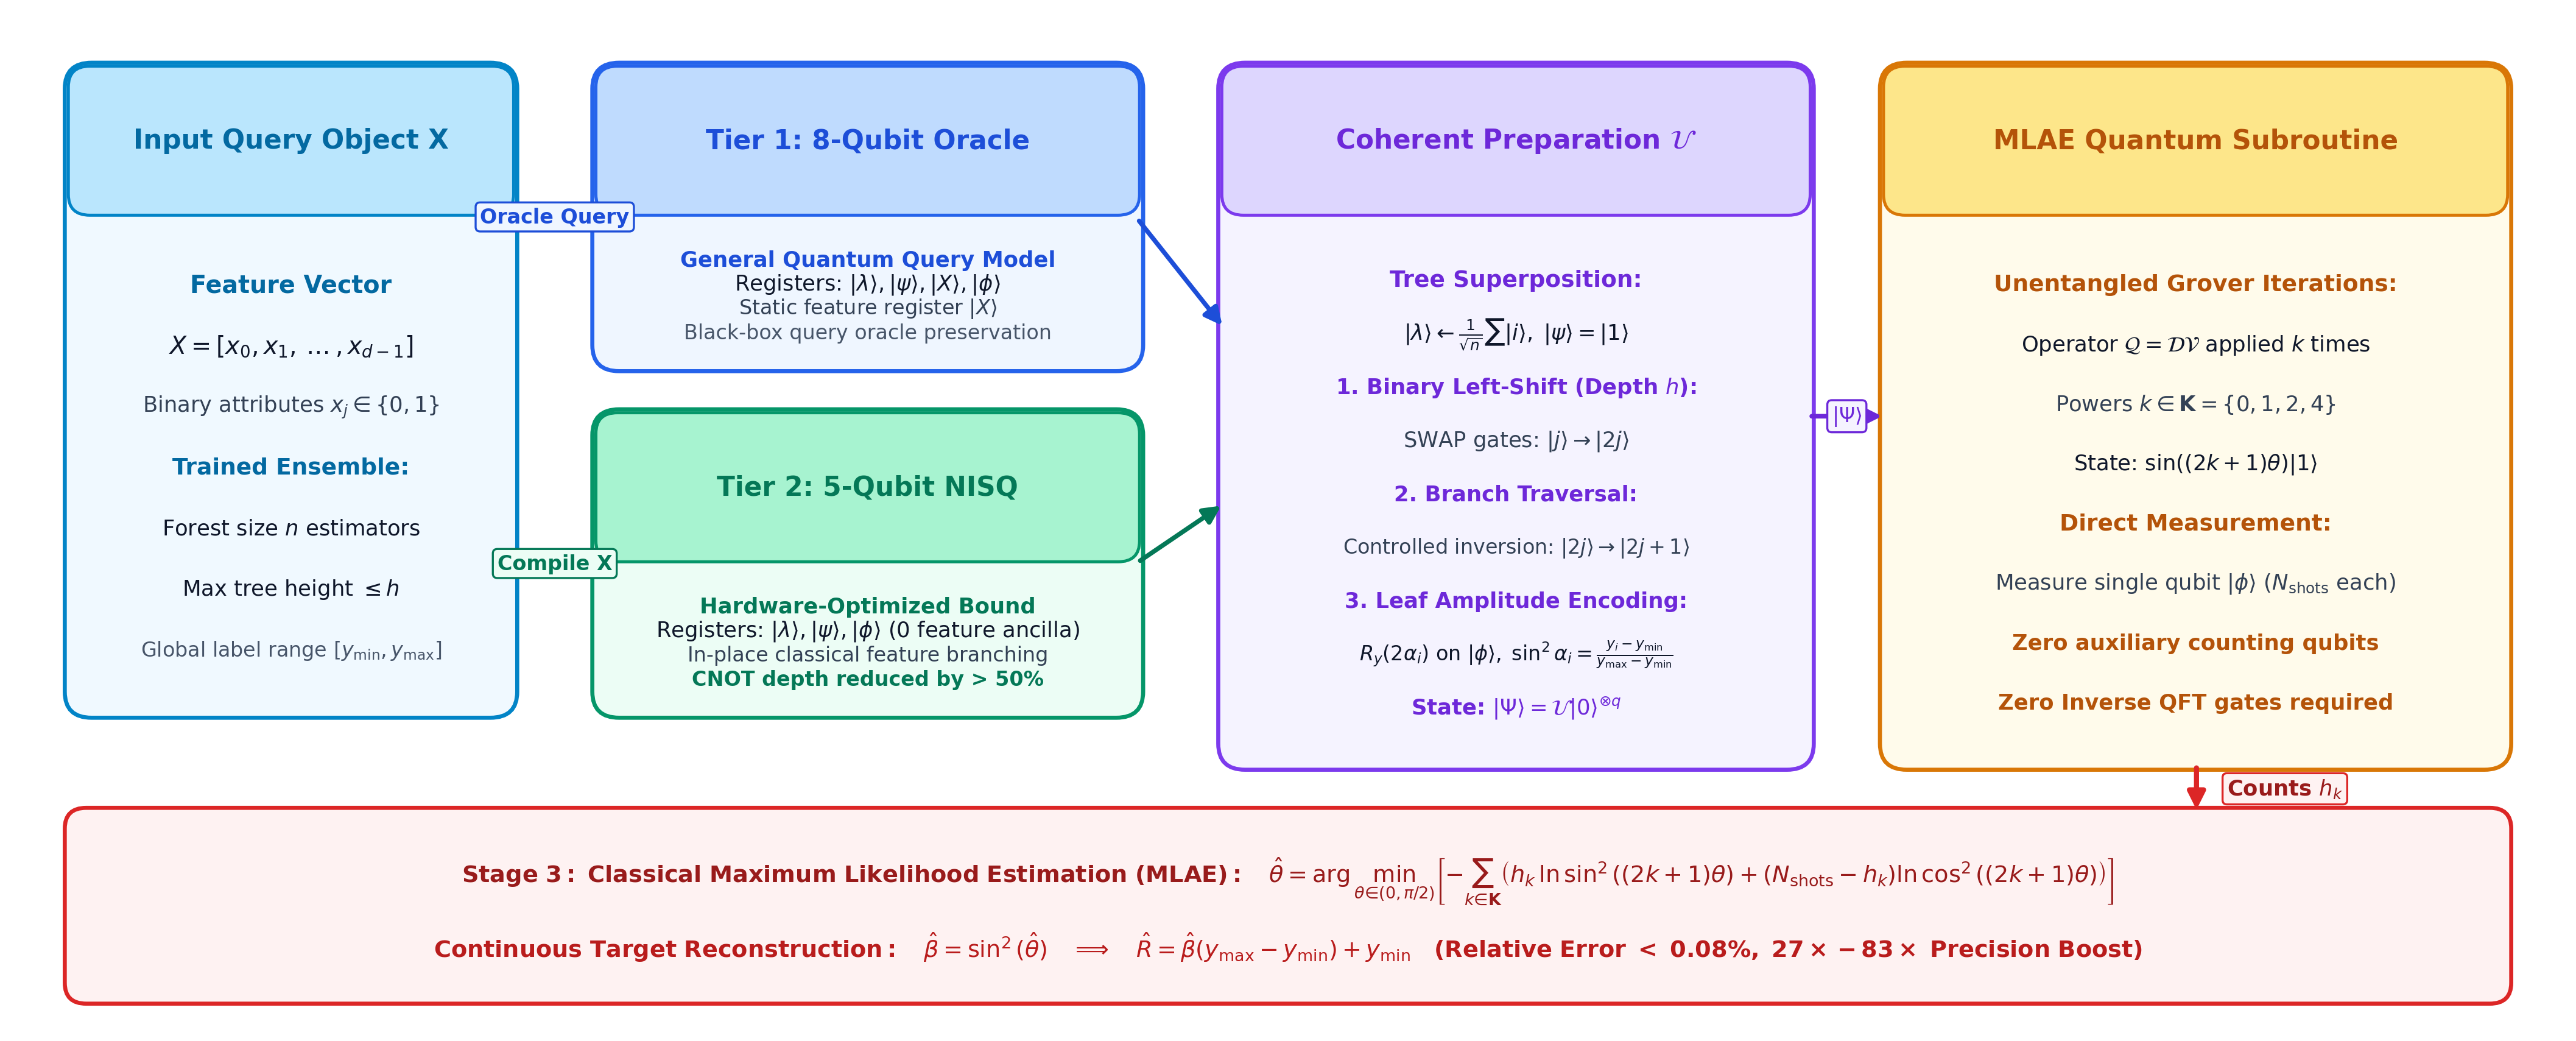 Input Query Object X
Feature Vector
X = [x₀, x₁, … , x_{d−1}]
Binary attributes x_j ∈ {0, 1}
Trained Ensemble:
Forest size n estimators
Max tree height ≤ h
Global label range [y_min, y_max]
Oracle Query
Compile X
Tier 1: 8-Qubit Oracle
General Quantum Query Model
Registers: |λ⟩, |ψ⟩, |X⟩, |ϕ⟩
Static feature register |X⟩
Black-box query oracle preservation
Tier 2: 5-Qubit NISQ
Hardware-Optimized Bound
Registers: |λ⟩, |ψ⟩, |ϕ⟩ (0 feature ancilla)
In-place classical feature branching
CNOT depth reduced by > 50%
Coherent Preparation 𝒰
Tree Superposition:
|λ⟩ ← 1/√n ∑|i⟩, |ψ⟩ = |1⟩
1. Binary Left-Shift (Depth h):
SWAP gates: |j⟩ → |2j⟩
2. Branch Traversal:
Controlled inversion: |2j⟩ → |2j + 1⟩
3. Leaf Amplitude Encoding:
R_y(2α_i) on |ϕ⟩, sin² α_i = (y_i − y_min)/(y_max − y_min)
State: |Ψ⟩ = 𝒰|0⟩^{⊗q}
|Ψ⟩
MLAE Quantum Subroutine
Unentangled Grover Iterations:
Operator 𝒬 = 𝒟𝒱 applied k times
Powers k ∈ 𝐊 = {0, 1, 2, 4}
State: sin((2k + 1)θ)|1⟩
Direct Measurement:
Measure single qubit |ϕ⟩ (N_shots each)
Zero auxiliary counting qubits
Zero Inverse QFT gates required
Counts h_k
Stage 3: Classical Maximum Likelihood Estimation (MLAE): θ̂ = arg min_{θ∈(0, π/2)} [−∑_{k∈𝐊} (h_k ln sin² ((2k + 1)θ) + (N_shots − h_k)ln cos² ((2k + 1)θ))]
Continuous Target Reconstruction: β̂ = sin² (θ̂) ⟹ R̂ = β̂(y_max − y_min) + y_min (Relative Error < 0.08%, 27 × − 83 × Precision Boost)